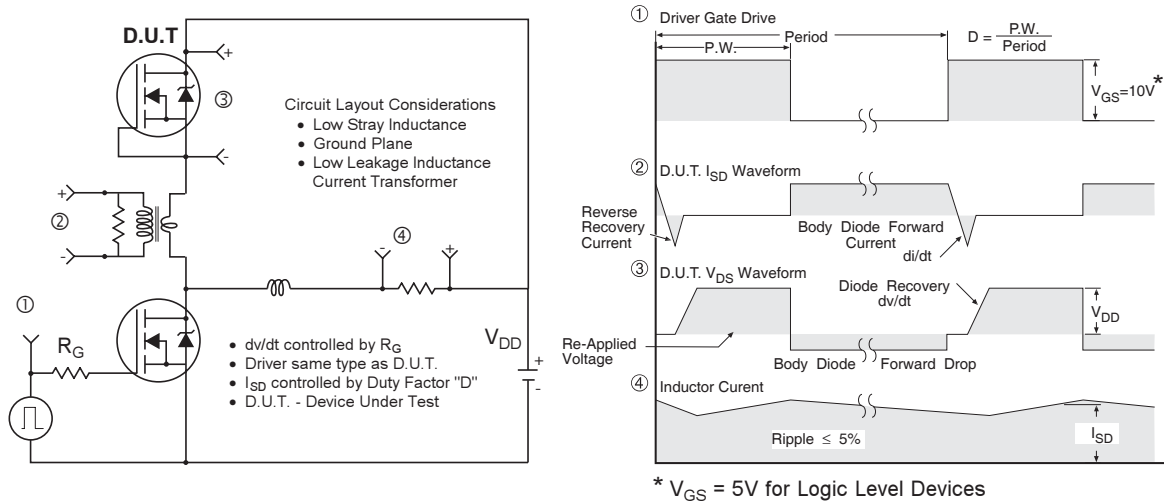 D.U.T
+
③
-
Circuit Layout Considerations
• Low Stray Inductance
• Ground Plane
• Low Leakage Inductance
Current Transformer
+
②
-
④
-
+
①
R_G
• dv/dt controlled by R_G
• Driver same type as D.U.T.
• I_SD controlled by Duty Factor "D"
• D.U.T. - Device Under Test
V_DD
+
-
① Driver Gate Drive
P.W.
Period
D = P.W.
Period
V_GS=10V*
② D.U.T. I_SD Waveform
Reverse
Recovery
Current
Body Diode Forward
Current
di/dt
③ D.U.T. V_DS Waveform
Diode Recovery
dv/dt
V_DD
Re-Applied
Voltage
Body Diode Forward Drop
④ Inductor Curent
Ripple ≤ 5%
I_SD
* V_GS = 5V for Logic Level Devices